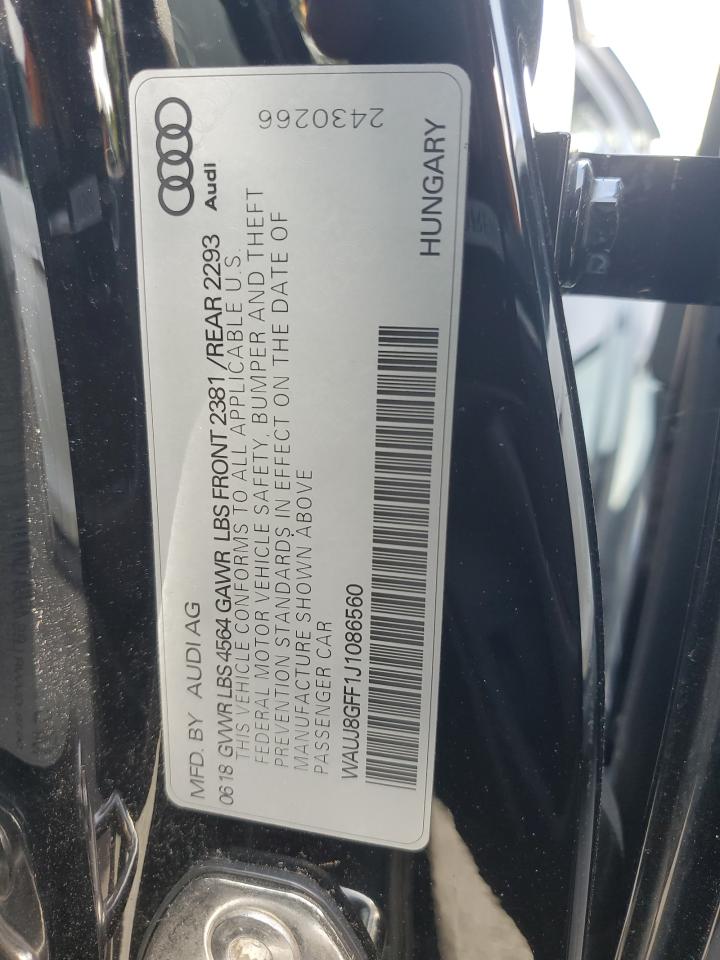 MFD. BY AUDI AG
Audi
06 18 GVWR LBS 4564 GAWR LBS FRONT 2381 /REAR 2293
THIS VEHICLE CONFORMS TO ALL APPLICABLE U.S.
FEDERAL MOTOR VEHICLE SAFETY, BUMPER AND THEFT
PREVENTION STANDARDS IN EFFECT ON THE DATE OF
MANUFACTURE SHOWN ABOVE
PASSENGER CAR
WAUJ8GFF1J1086560
HUNGARY
2430266